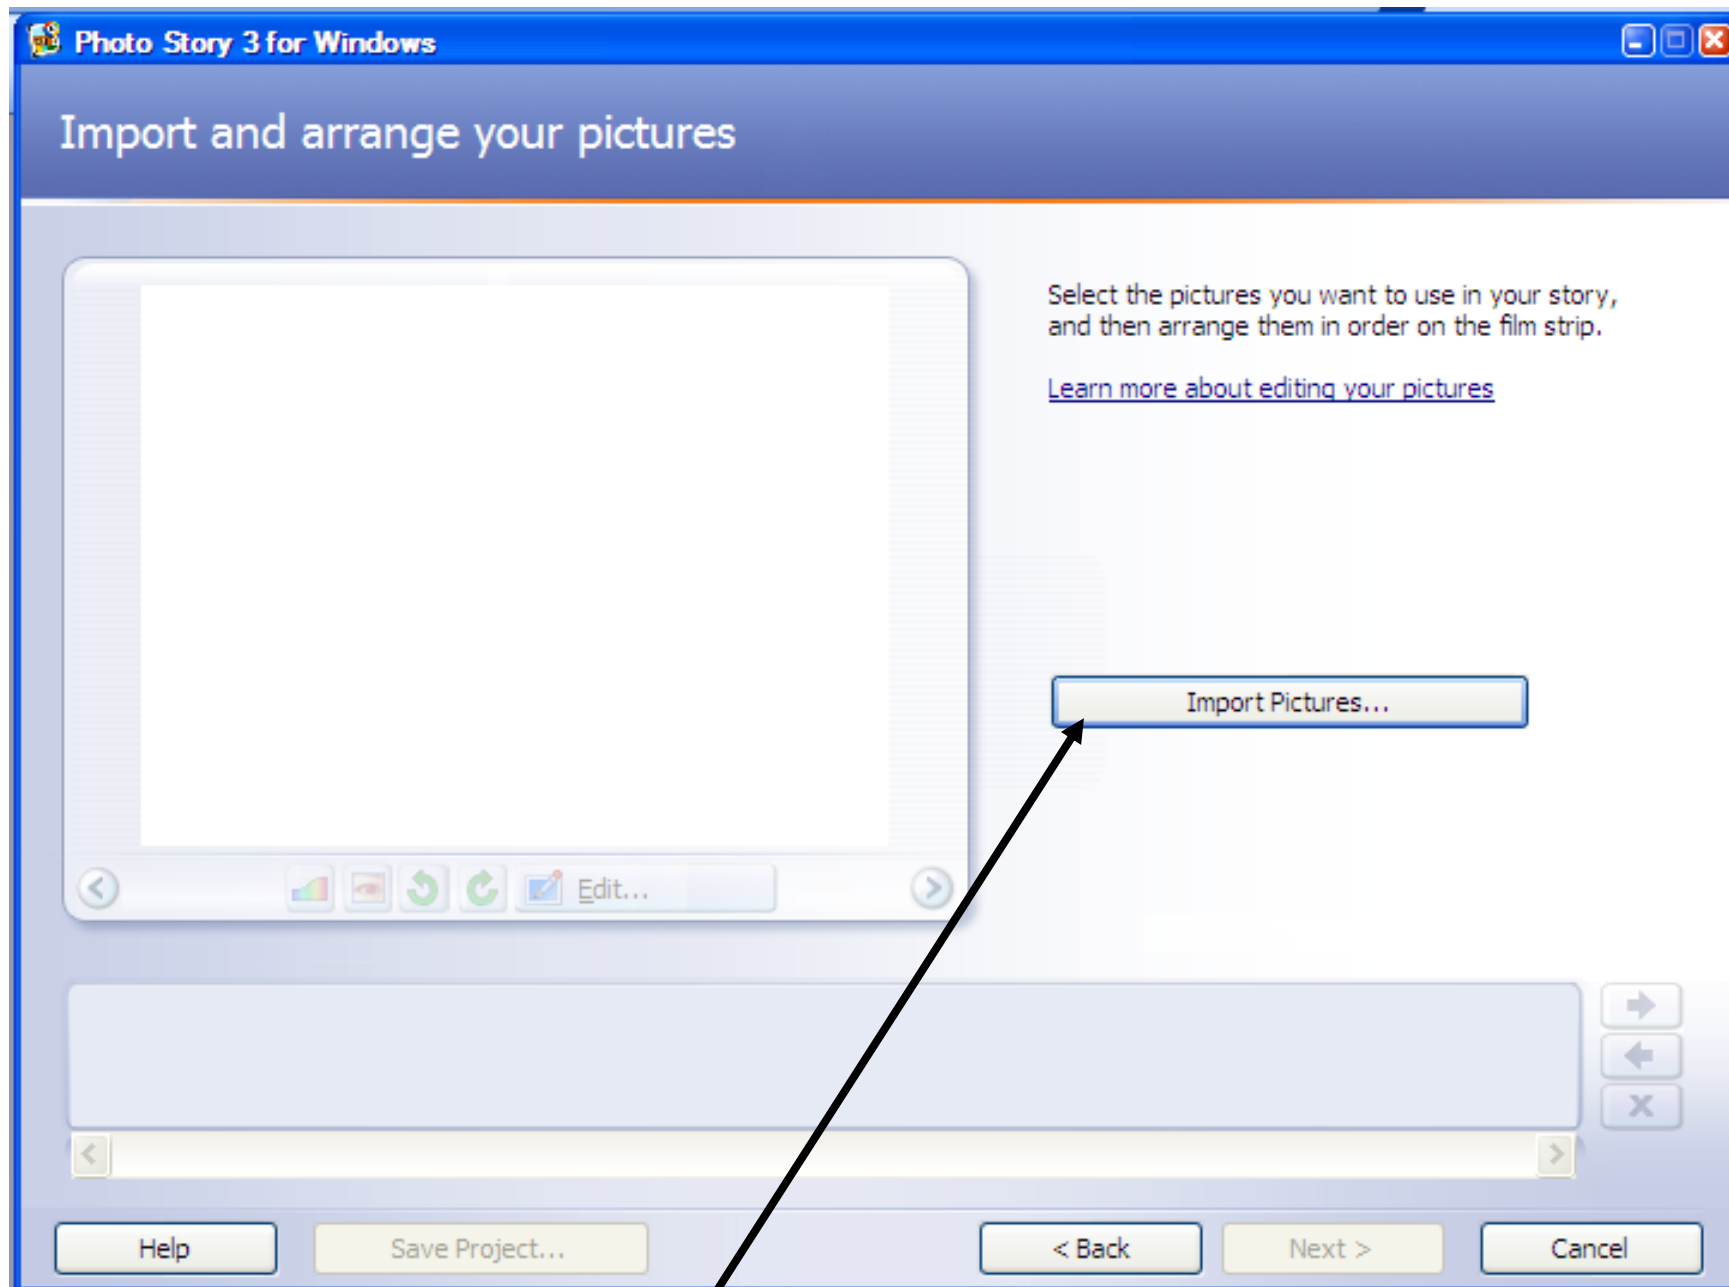 Photo Story 3 for Windows
Import and arrange your pictures
Select the pictures you want to use in your story,
and then arrange them in order on the film strip.
Learn more about editing your pictures
Import Pictures...
Edit...
Help
Save Project...
< Back
Next >
Cancel